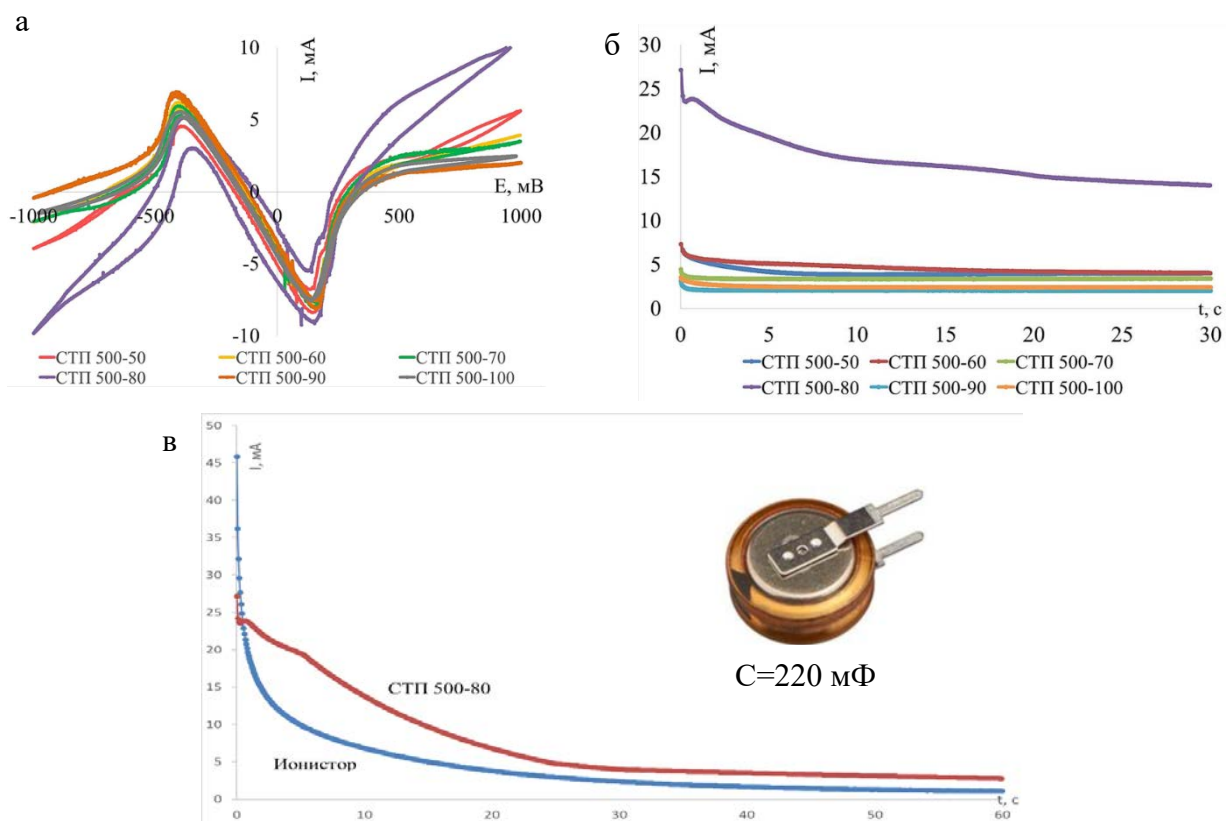 а
I, мА
10
5
0
-5
-10
-1000
-500
0
500
1000
E, мВ
СТП 500-50
СТП 500-60
СТП 500-70
СТП 500-80
СТП 500-90
СТП 500-100
б
I, мА
30
25
20
15
10
5
0
0
5
10
15
20
25
30
t, с
СТП 500-50
СТП 500-60
СТП 500-70
СТП 500-80
СТП 500-90
СТП 500-100
в
I, мА
50
45
40
35
30
25
20
15
10
5
0
0
10
20
30
40
50
60
t, с
СТП 500-80
Ионистор
C=220 мФ